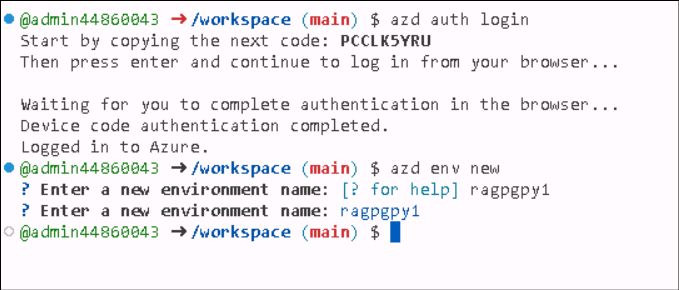 @admin44860043 ➜ /workspace (main) $ azd auth login
Start by copying the next code: PCCLK5YRU
Then press enter and continue to log in from your browser...
Waiting for you to complete authentication in the browser...
Device code authentication completed.
Logged in to Azure.
@admin44860043 ➜ /workspace (main) $ azd env new
? Enter a new environment name: [? for help] ragpgpy1
? Enter a new environment name: ragpgpy1
@admin44860043 ➜ /workspace (main) $